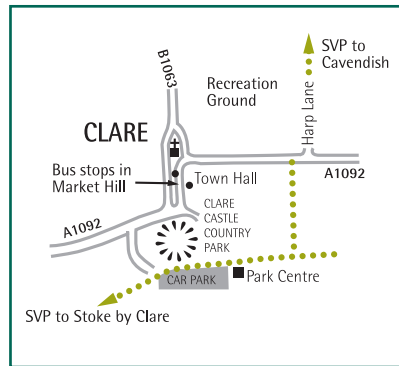 SVP to
Cavendish
B1063
Recreation
Ground
Harp Lane
CLARE
Bus stops in
Market Hill
Town Hall
A1092
A1092
CLARE
CASTLE
COUNTRY
PARK
CAR PARK
Park Centre
SVP to Stoke by Clare